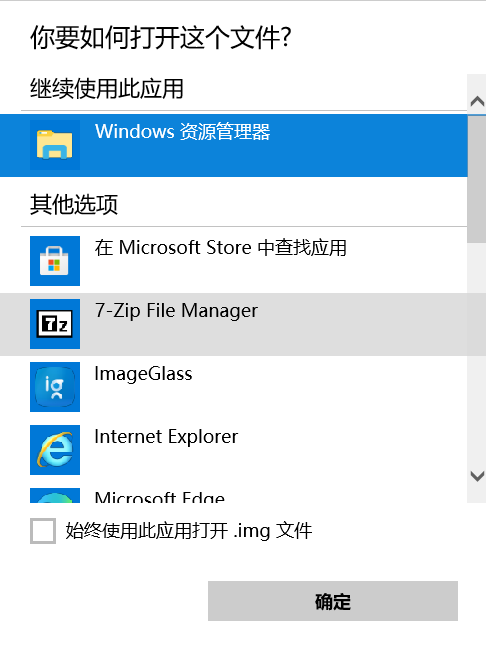 你要如何打开这个文件?
继续使用此应用
Windows 资源管理器
其他选项
在 Microsoft Store 中查找应用
7-Zip File Manager
ImageGlass
Internet Explorer
Microsoft Edge
始终使用此应用打开 .img 文件
确定